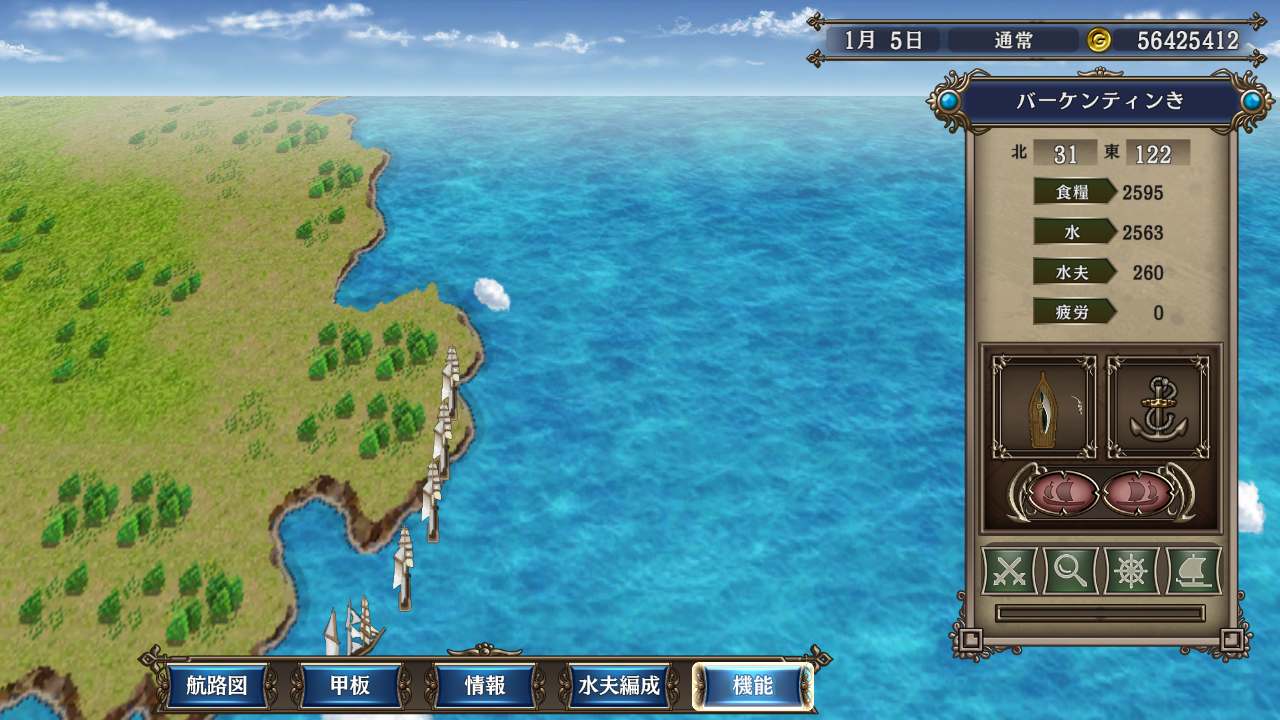 1月 5日 通常 G 56425412
バーケンティンき
北 31 東 122
食糧 2595
水 2563
水夫 260
疲労 0
航路図 甲板 情報 水夫編成 機能